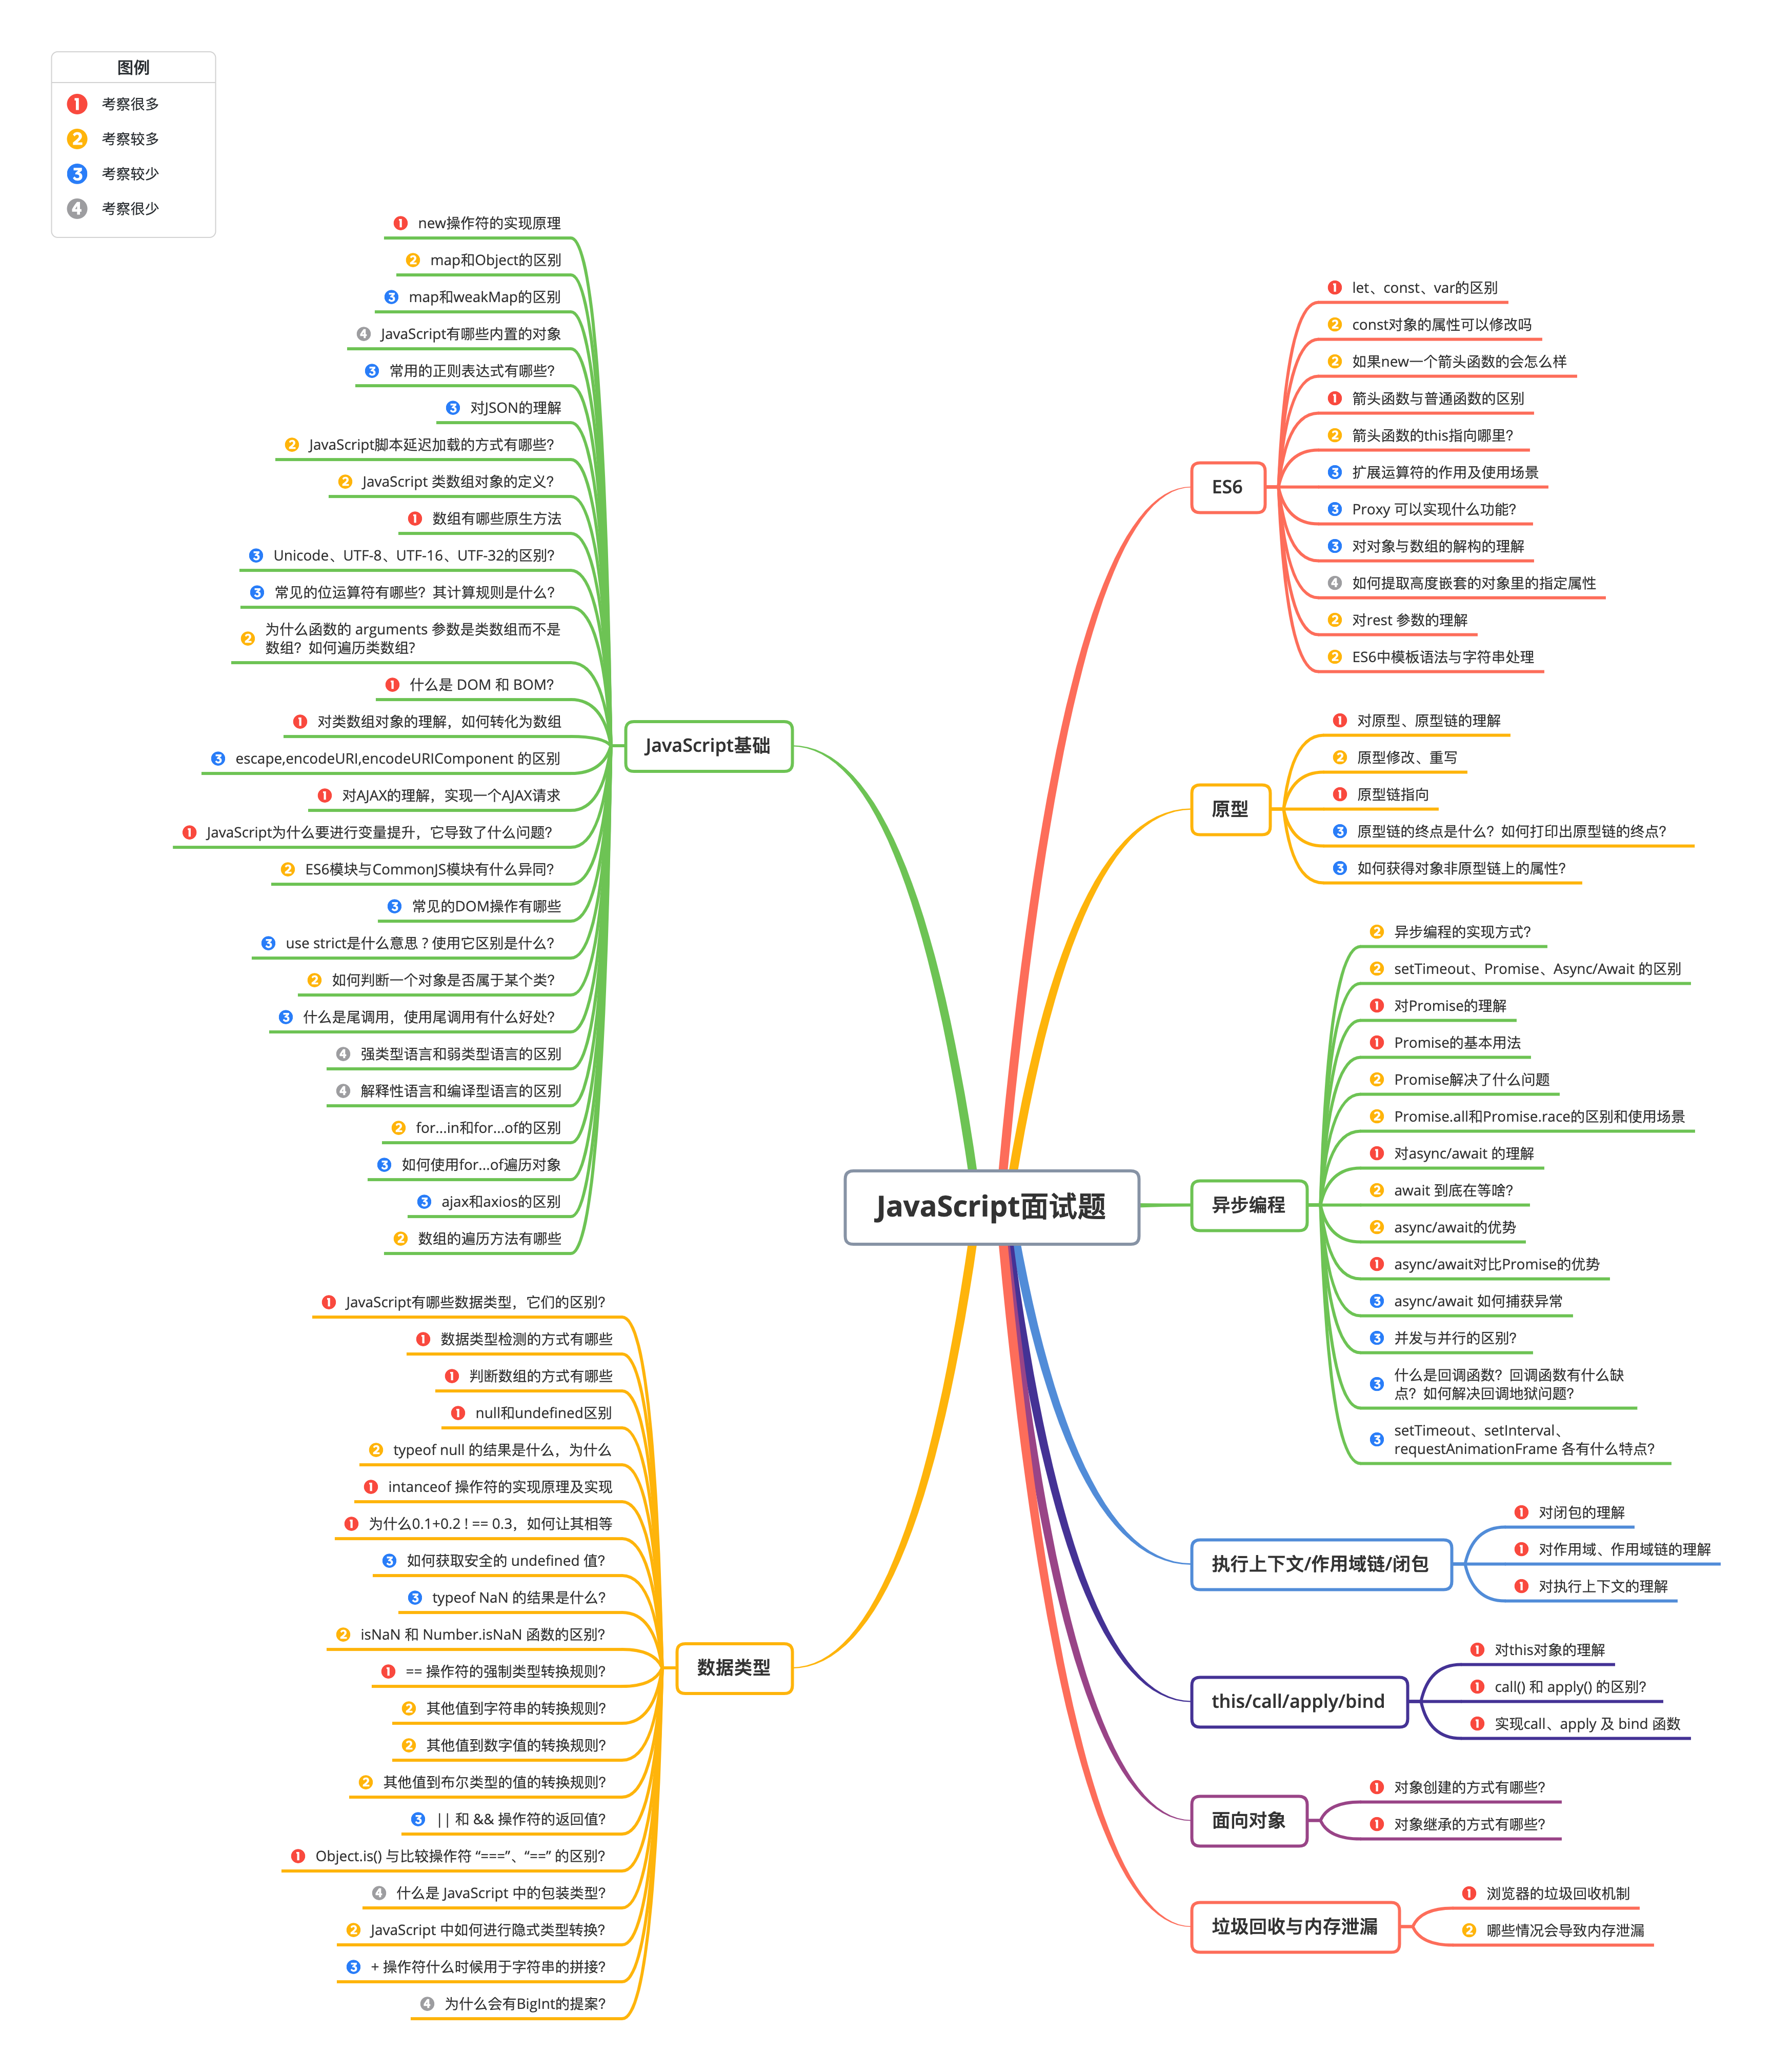 图例
1 考察很多
2 考察较多
3 考察较少
4 考察很少
JavaScript面试题
JavaScript基础
1 new操作符的实现原理
2 map和Object的区别
3 map和weakMap的区别
4 JavaScript有哪些内置的对象
3 常用的正则表达式有哪些?
3 对JSON的理解
2 JavaScript脚本延迟加载的方式有哪些?
2 JavaScript 类数组对象的定义?
1 数组有哪些原生方法
3 Unicode、UTF-8、UTF-16、UTF-32的区别?
3 常见的位运算符有哪些？其计算规则是什么?
2 为什么函数的 arguments 参数是类数组而不是
数组？如何遍历类数组?
1 什么是 DOM 和 BOM?
1 对类数组对象的理解，如何转化为数组
3 escape,encodeURI,encodeURIComponent 的区别
1 对AJAX的理解，实现一个AJAX请求
1 JavaScript为什么要进行变量提升，它导致了什么问题?
2 ES6模块与CommonJS模块有什么异同?
3 常见的DOM操作有哪些
3 use strict是什么意思 ? 使用它区别是什么?
2 如何判断一个对象是否属于某个类?
3 什么是尾调用，使用尾调用有什么好处?
4 强类型语言和弱类型语言的区别
4 解释性语言和编译型语言的区别
2 for...in和for...of的区别
3 如何使用for...of遍历对象
3 ajax和axios的区别
2 数组的遍历方法有哪些
数据类型
1 JavaScript有哪些数据类型，它们的区别?
1 数据类型检测的方式有哪些
1 判断数组的方式有哪些
1 null和undefined区别
2 typeof null 的结果是什么，为什么
1 intanceof 操作符的实现原理及实现
1 为什么0.1+0.2 ! == 0.3，如何让其相等
3 如何获取安全的 undefined 值?
3 typeof NaN 的结果是什么?
2 isNaN 和 Number.isNaN 函数的区别?
1 == 操作符的强制类型转换规则?
2 其他值到字符串的转换规则?
2 其他值到数字值的转换规则?
2 其他值到布尔类型的值的转换规则?
3 || 和 && 操作符的返回值?
1 Object.is() 与比较操作符 “===”、“==” 的区别?
4 什么是 JavaScript 中的包装类型?
2 JavaScript 中如何进行隐式类型转换?
3 + 操作符什么时候用于字符串的拼接?
4 为什么会有BigInt的提案?
ES6
1 let、const、var的区别
2 const对象的属性可以修改吗
2 如果new一个箭头函数的会怎么样
1 箭头函数与普通函数的区别
2 箭头函数的this指向哪里?
3 扩展运算符的作用及使用场景
3 Proxy 可以实现什么功能?
3 对对象与数组的解构的理解
4 如何提取高度嵌套的对象里的指定属性
2 对rest 参数的理解
2 ES6中模板语法与字符串处理
原型
1 对原型、原型链的理解
2 原型修改、重写
1 原型链指向
3 原型链的终点是什么？如何打印出原型链的终点?
3 如何获得对象非原型链上的属性?
异步编程
2 异步编程的实现方式?
2 setTimeout、Promise、Async/Await 的区别
1 对Promise的理解
1 Promise的基本用法
2 Promise解决了什么问题
2 Promise.all和Promise.race的区别和使用场景
1 对async/await 的理解
2 await 到底在等啥?
2 async/await的优势
1 async/await对比Promise的优势
3 async/await 如何捕获异常
3 并发与并行的区别?
3 什么是回调函数？回调函数有什么缺
点？如何解决回调地狱问题?
3 setTimeout、setInterval、
requestAnimationFrame 各有什么特点?
执行上下文/作用域链/闭包
1 对闭包的理解
1 对作用域、作用域链的理解
1 对执行上下文的理解
this/call/apply/bind
1 对this对象的理解
1 call() 和 apply() 的区别?
1 实现call、apply 及 bind 函数
面向对象
1 对象创建的方式有哪些?
1 对象继承的方式有哪些?
垃圾回收与内存泄漏
1 浏览器的垃圾回收机制
2 哪些情况会导致内存泄漏